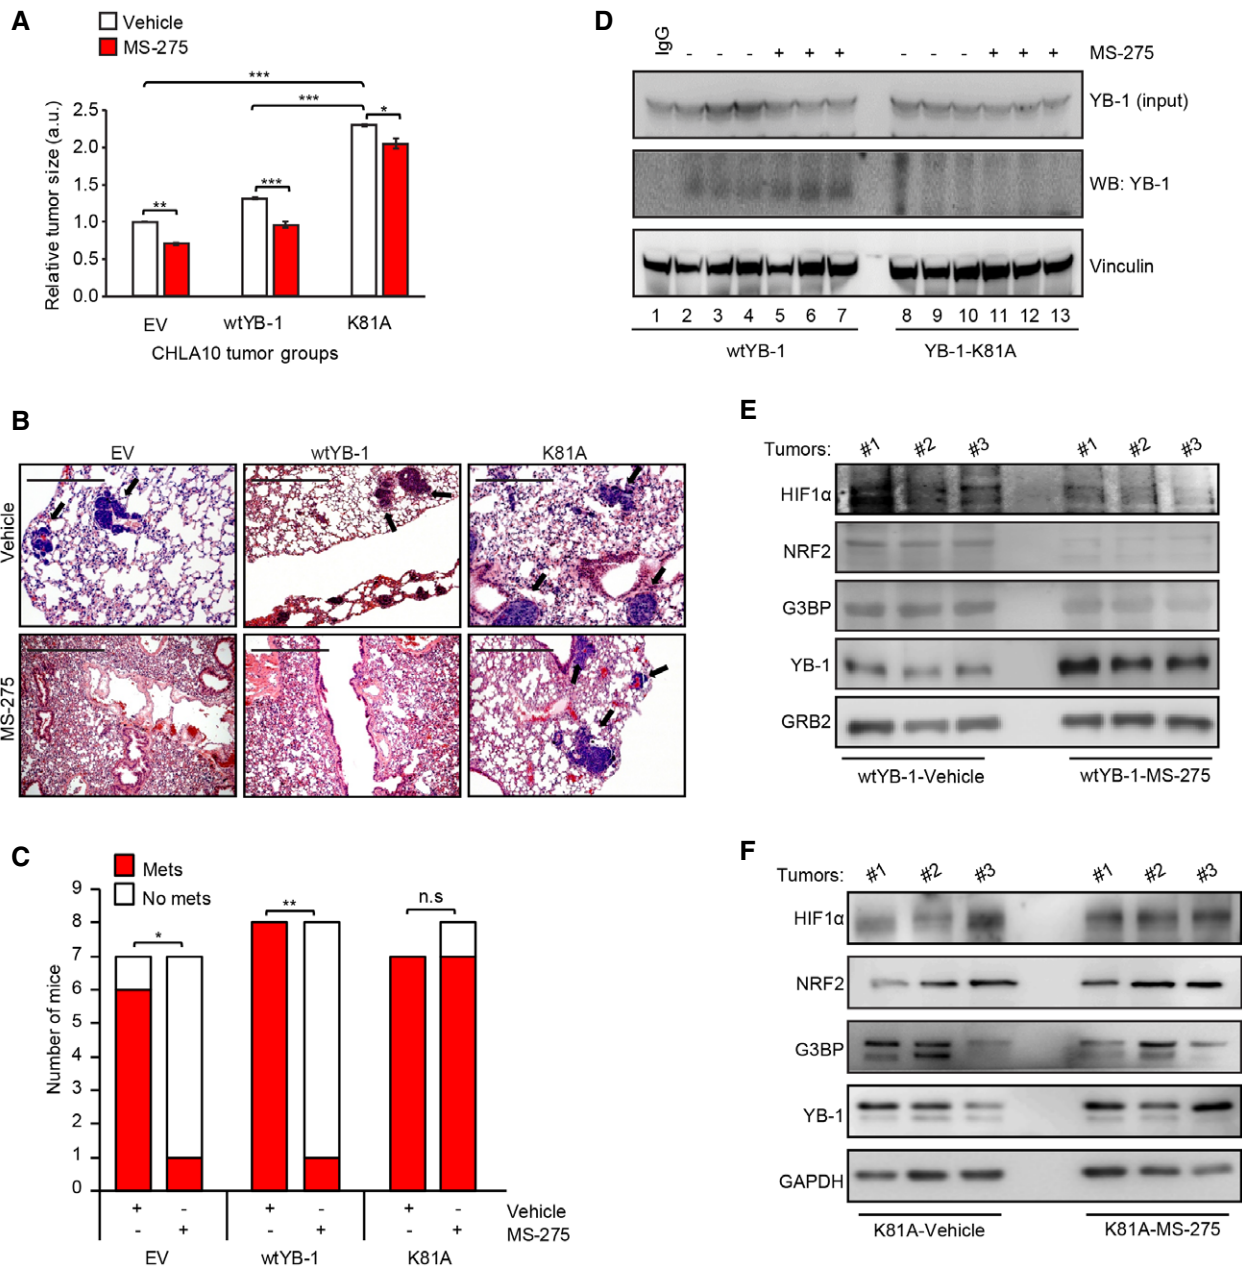 A
Vehicle
MS-275
***
***
*
**
***
Relative tumor size (a.u.)
2.5
2.0
1.5
1.0
0.5
0.0
EV wtYB-1 K81A
CHLA10 tumor groups
B
EV wtYB-1 K81A
Vehicle
MS-275
C
Mets
No mets
*
**
n.s
Number of mice
9
8
7
6
5
4
3
2
1
0
+ - + - + - Vehicle
- + - + - + MS-275
EV wtYB-1 K81A
D
IgG - - - + + + - - - + + + MS-275
YB-1 (input)
WB: YB-1
Vinculin
1 2 3 4 5 6 7 8 9 10 11 12 13
wtYB-1 YB-1-K81A
E
Tumors: #1 #2 #3 #1 #2 #3
HIF1α
NRF2
G3BP
YB-1
GRB2
wtYB-1-Vehicle wtYB-1-MS-275
F
Tumors: #1 #2 #3 #1 #2 #3
HIF1α
NRF2
G3BP
YB-1
GAPDH
K81A-Vehicle K81A-MS-275